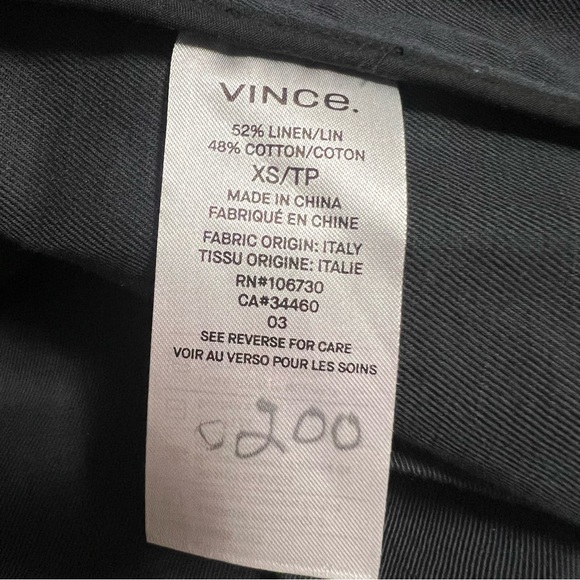 VINCE.
52% LINEN/LIN
48% COTTON/COTON
XS/TP
MADE IN CHINA
FABRIQUÉ EN CHINE
FABRIC ORIGIN: ITALY
TISSU ORIGINE: ITALIE
RN#106730
CA#34460
03
SEE REVERSE FOR CARE
VOIR AU VERSO POUR LES SOINS
200